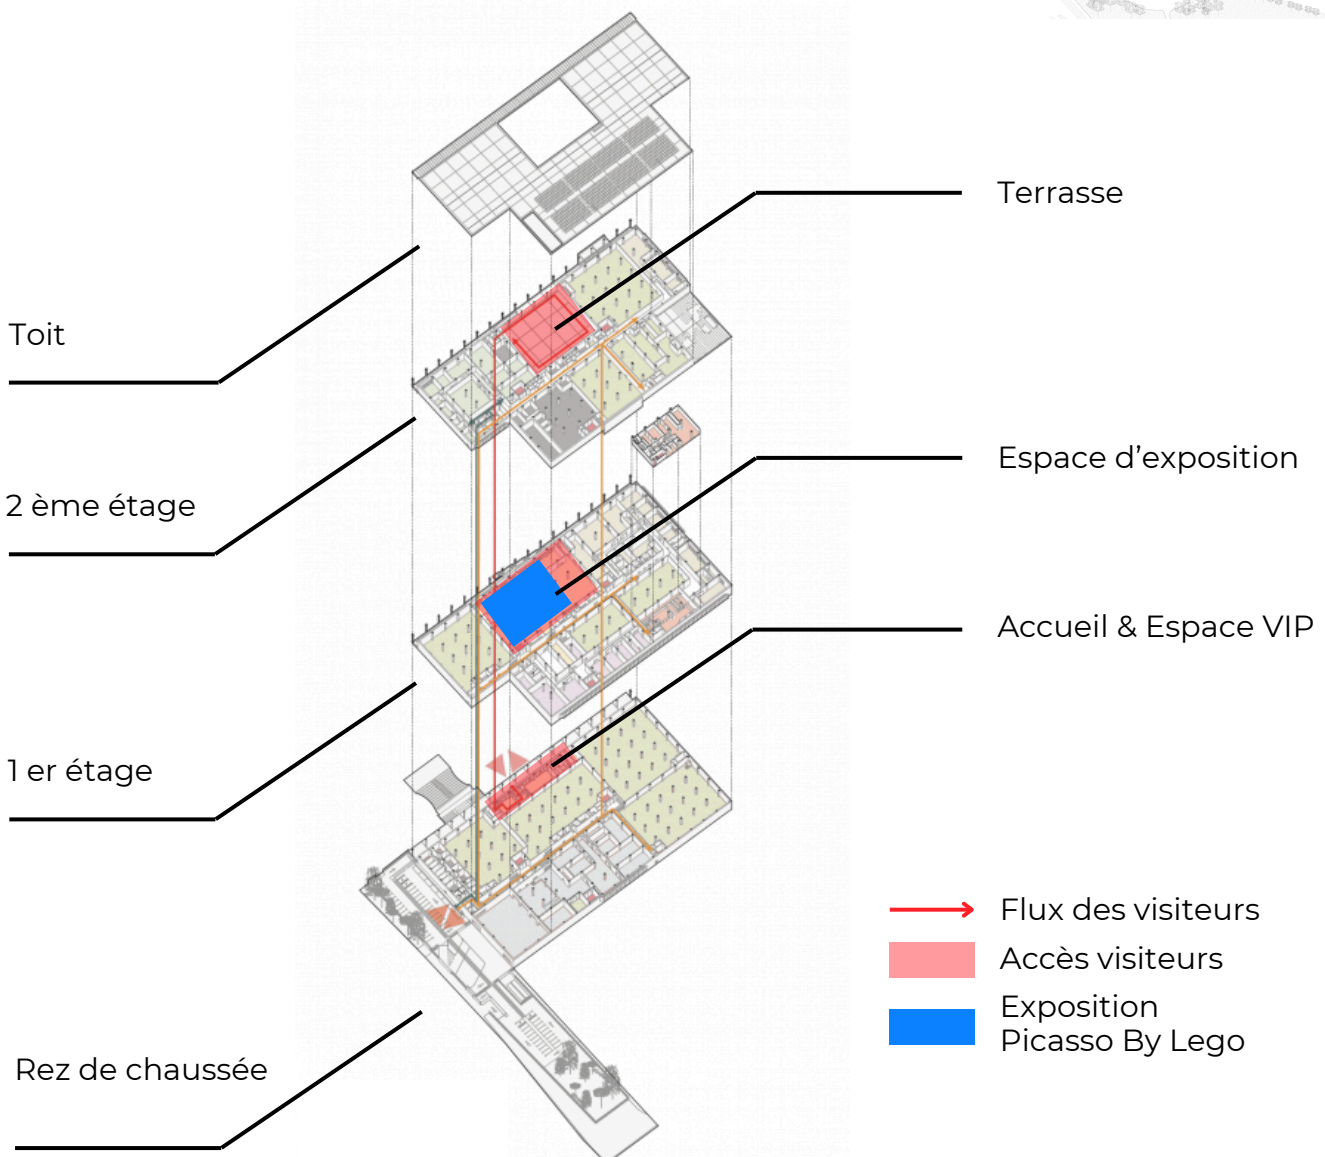 Terrasse
Toit
Espace d’exposition
2 ème étage
Accueil & Espace VIP
1 er étage
Flux des visiteurs
Accès visiteurs
Exposition
Picasso By Lego
Rez de chaussée